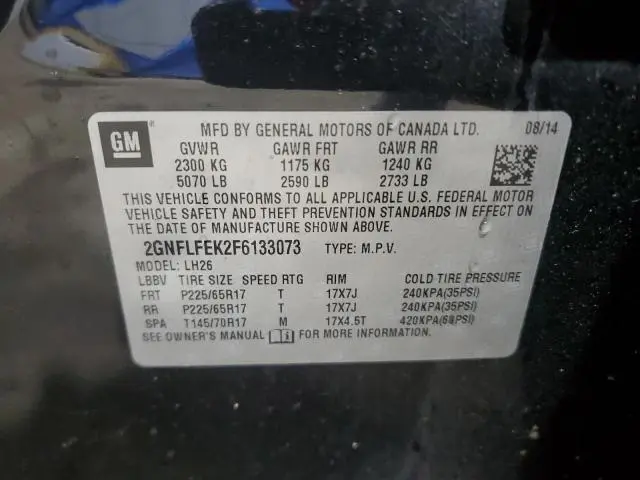 GM
MFD BY GENERAL MOTORS OF CANADA LTD. 08/14
GVWR GAWR FRT GAWR RR
2300 KG 1175 KG 1240 KG
5070 LB 2590 LB 2733 LB
THIS VEHICLE CONFORMS TO ALL APPLICABLE U.S. FEDERAL MOTOR
VEHICLE SAFETY AND THEFT PREVENTION STANDARDS IN EFFECT ON
THE DATE OF MANUFACTURE SHOWN ABOVE.
2GNFLFEK2F6133073 TYPE: M.P.V.
MODEL: LH26
LBBV TIRE SIZE SPEED RTG RIM COLD TIRE PRESSURE
FRT P225/65R17 T 17X7J 240KPA(35PSI)
RR P225/65R17 T 17X7J 240KPA(35PSI)
SPA T145/70R17 M 17X4.5T 420KPA(60PSI)
SEE OWNER'S MANUAL FOR MORE INFORMATION.